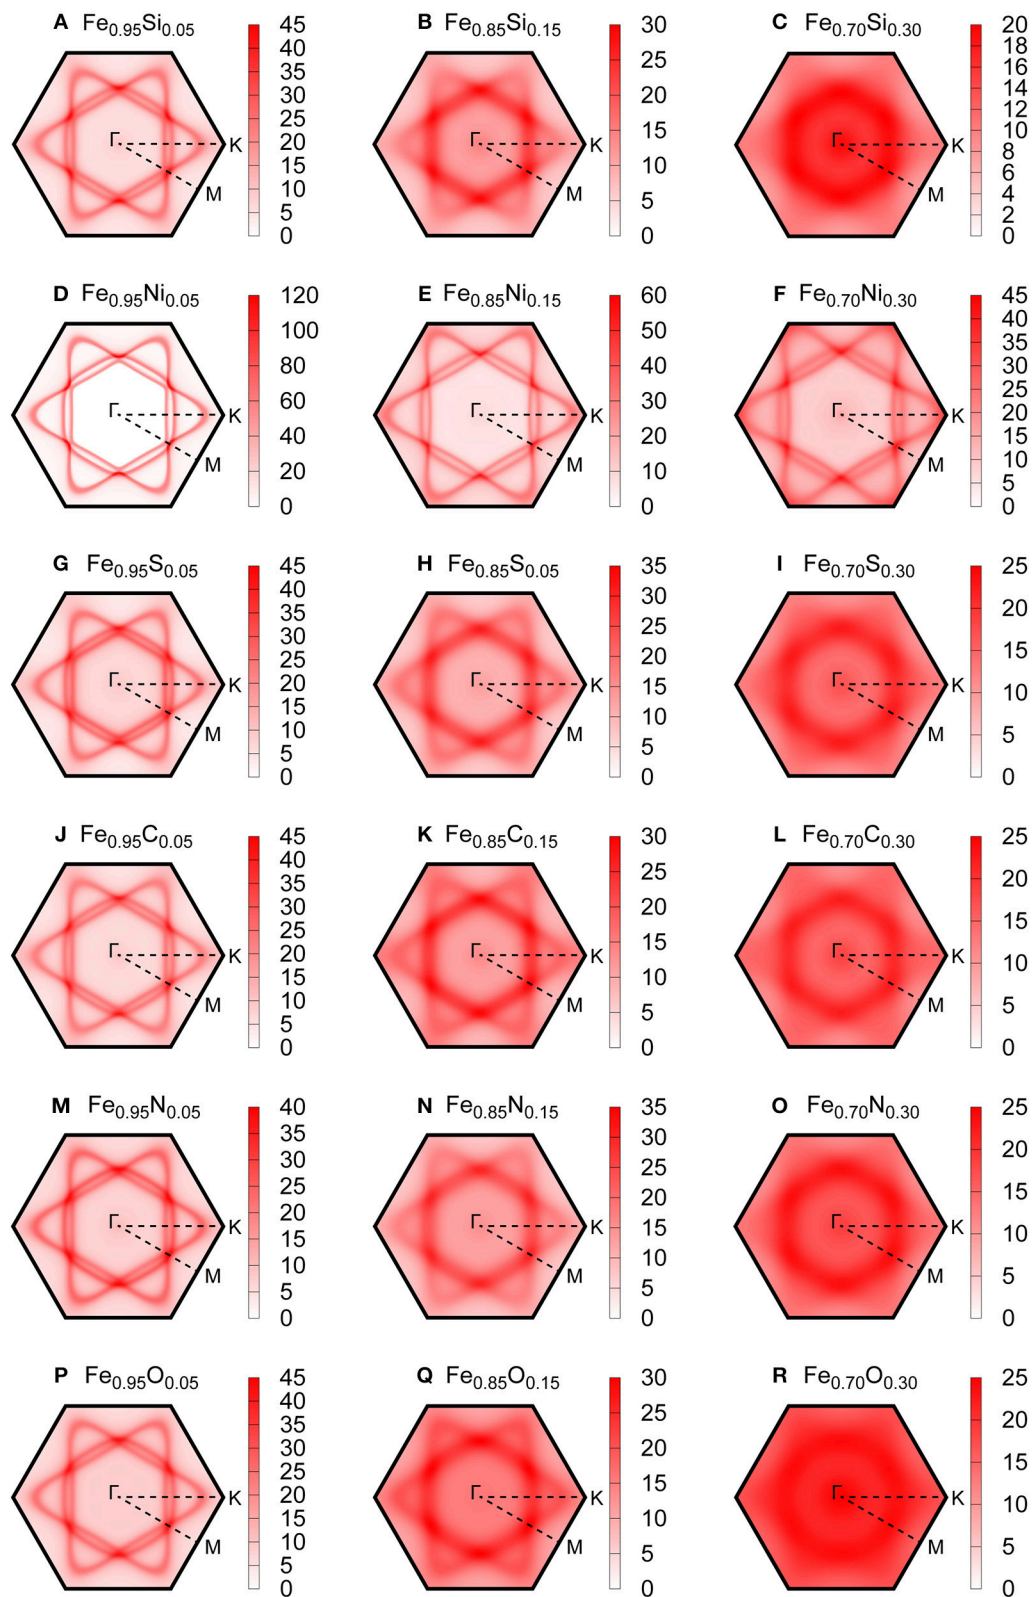 A Fe0.95Si0.05
45
40
35
30
25
20
15
10
5
0
Γ
K
M
B Fe0.85Si0.15
30
25
20
15
10
5
0
Γ
K
M
C Fe0.70Si0.30
20
18
16
14
12
10
8
6
4
2
0
Γ
K
M
D Fe0.95Ni0.05
120
100
80
60
40
20
0
Γ
K
M
E Fe0.85Ni0.15
60
50
40
30
20
10
0
Γ
K
M
F Fe0.70Ni0.30
45
40
35
30
25
20
15
10
5
0
Γ
K
M
G Fe0.95S0.05
45
40
35
30
25
20
15
10
5
0
Γ
K
M
H Fe0.85S0.05
35
30
25
20
15
10
5
0
Γ
K
M
I Fe0.70S0.30
25
20
15
10
5
0
Γ
K
M
J Fe0.95C0.05
45
40
35
30
25
20
15
10
5
0
Γ
K
M
K Fe0.85C0.15
30
25
20
15
10
5
0
Γ
K
M
L Fe0.70C0.30
25
20
15
10
5
0
Γ
K
M
M Fe0.95N0.05
40
35
30
25
20
15
10
5
0
Γ
K
M
N Fe0.85N0.15
35
30
25
20
15
10
5
0
Γ
K
M
O Fe0.70N0.30
25
20
15
10
5
0
Γ
K
M
P Fe0.95O0.05
45
40
35
30
25
20
15
10
5
0
Γ
K
M
Q Fe0.85O0.15
30
25
20
15
10
5
0
Γ
K
M
R Fe0.70O0.30
25
20
15
10
5
0
Γ
K
M